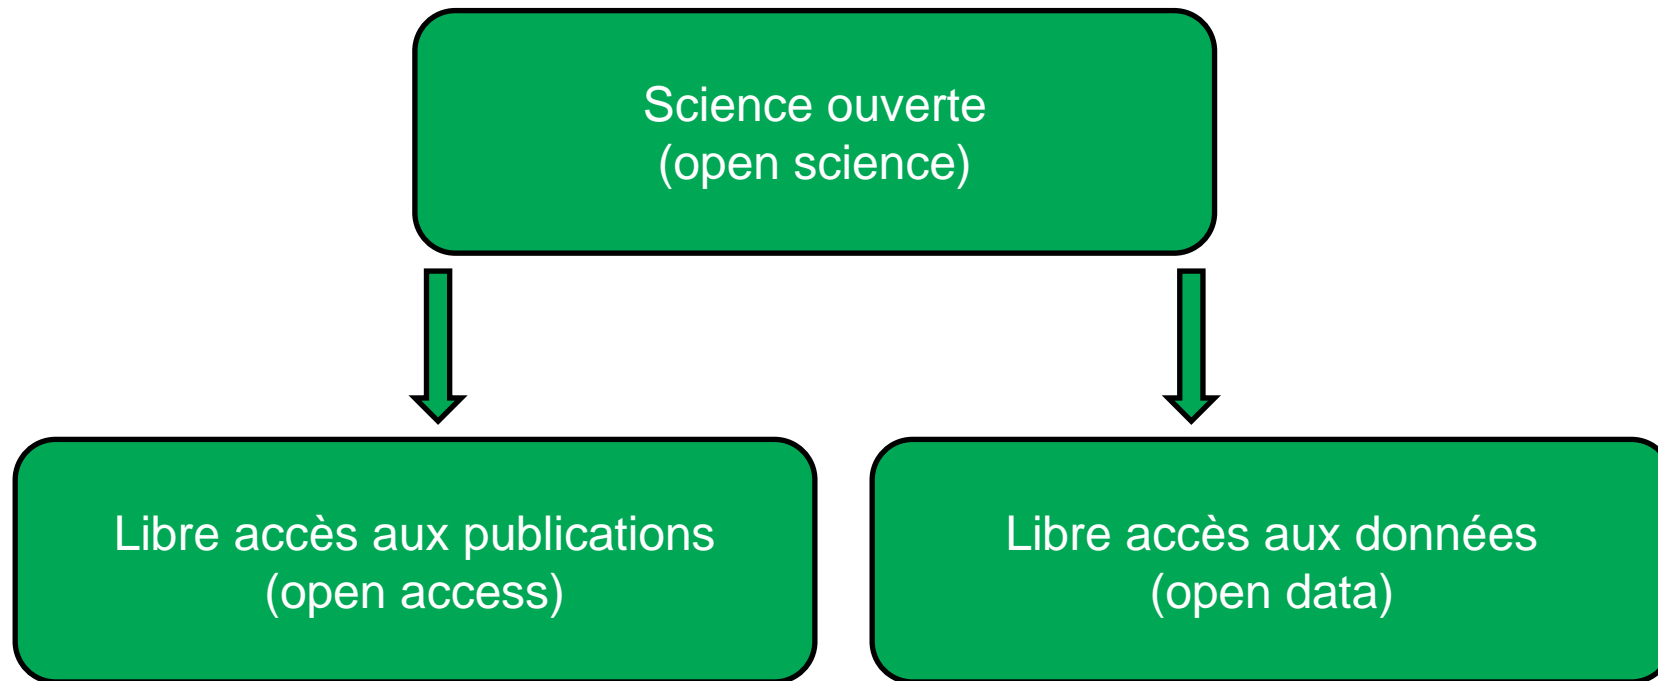 Science ouverte
(open science)
Libre accès aux publications
(open access)
Libre accès aux données
(open data)